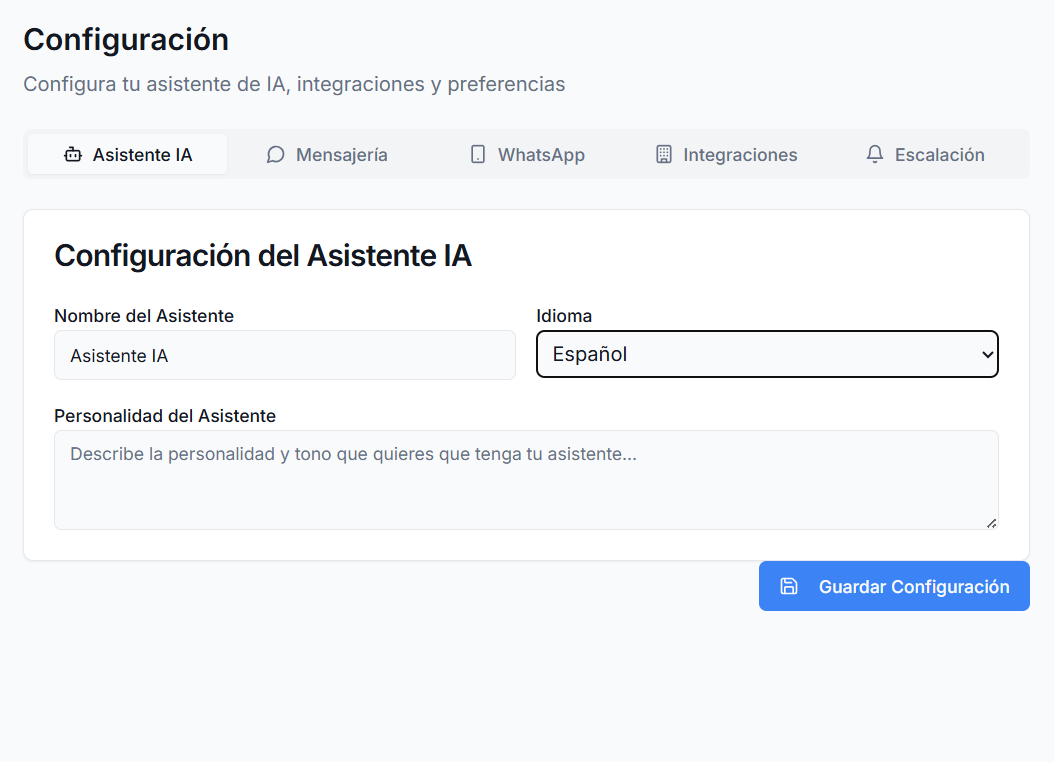 Configuración
Configura tu asistente de IA, integraciones y preferencias
Asistente IA
Mensajería
WhatsApp
Integraciones
Escalación
Configuración del Asistente IA
Nombre del Asistente
Idioma
Asistente IA
Español
Personalidad del Asistente
Describe la personalidad y tono que quieres que tenga tu asistente...
Guardar Configuración